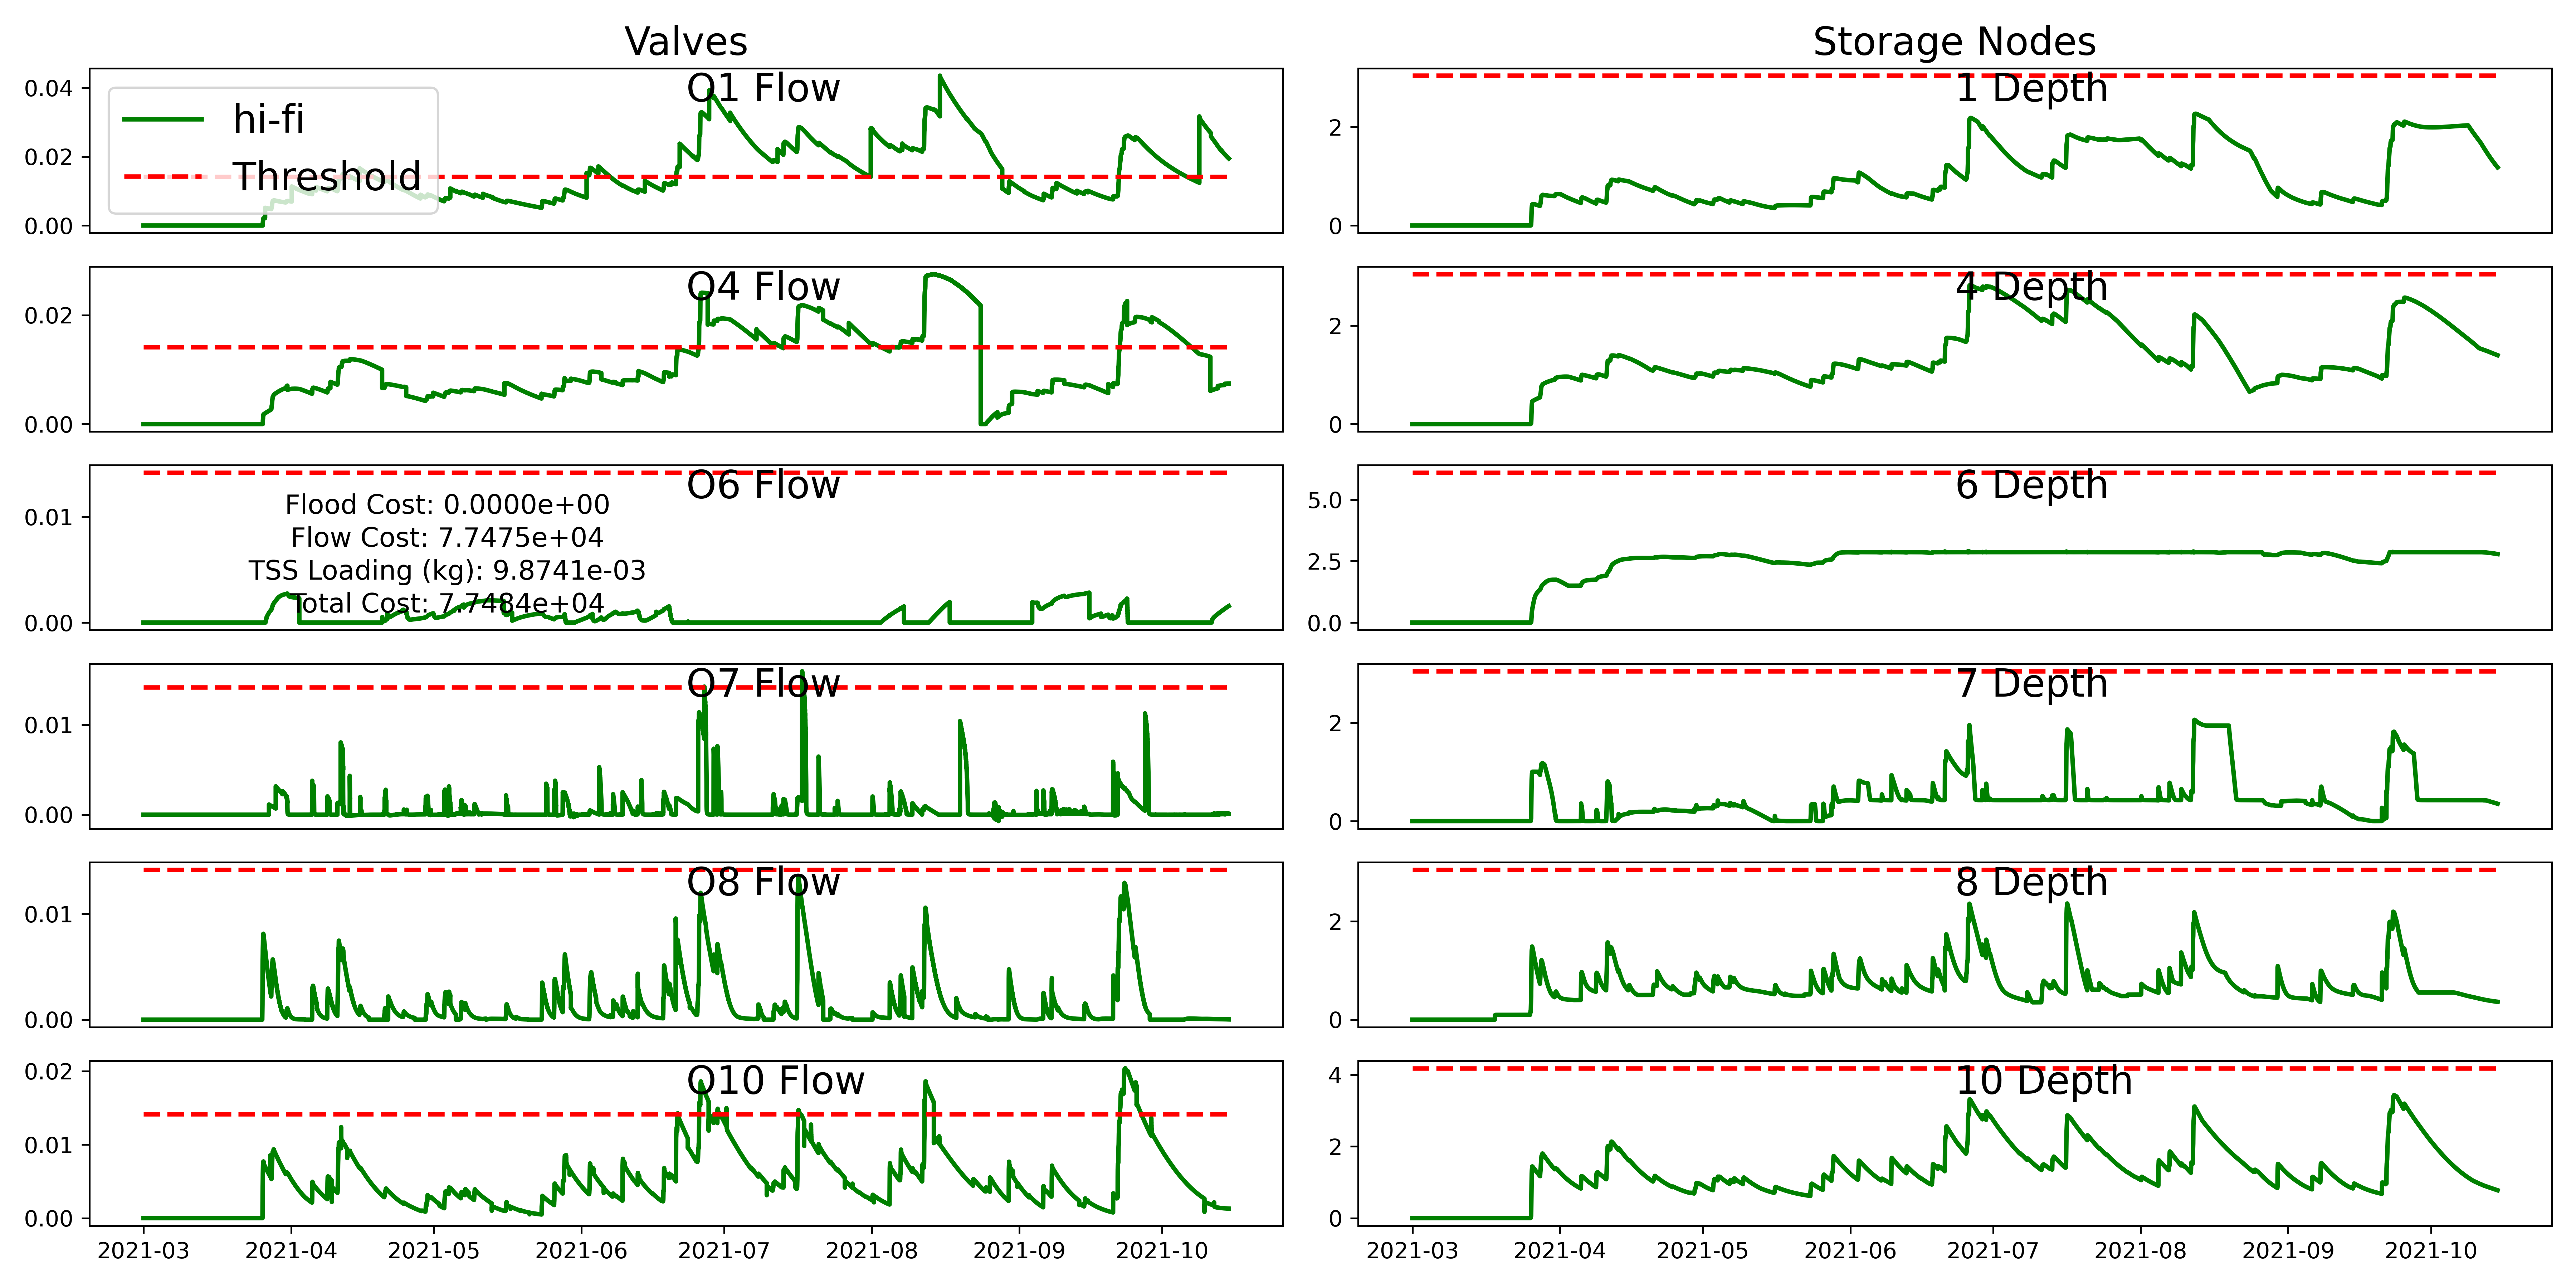 Valves
Storage Nodes
O1 Flow
hi-fi
Threshold
0.04
0.02
0.00
1 Depth
2
0
O4 Flow
0.02
0.00
4 Depth
2
0
O6 Flow
0.01
0.00
Flood Cost: 0.0000e+00
Flow Cost: 7.7475e+04
TSS Loading (kg): 9.8741e-03
Total Cost: 7.7484e+04
6 Depth
5.0
2.5
0.0
O7 Flow
0.01
0.00
7 Depth
2
0
O8 Flow
0.01
0.00
8 Depth
2
0
O10 Flow
0.02
0.01
0.00
2021-03 2021-04 2021-05 2021-06 2021-07 2021-08 2021-09 2021-10
10 Depth
4
2
0
2021-03 2021-04 2021-05 2021-06 2021-07 2021-08 2021-09 2021-10